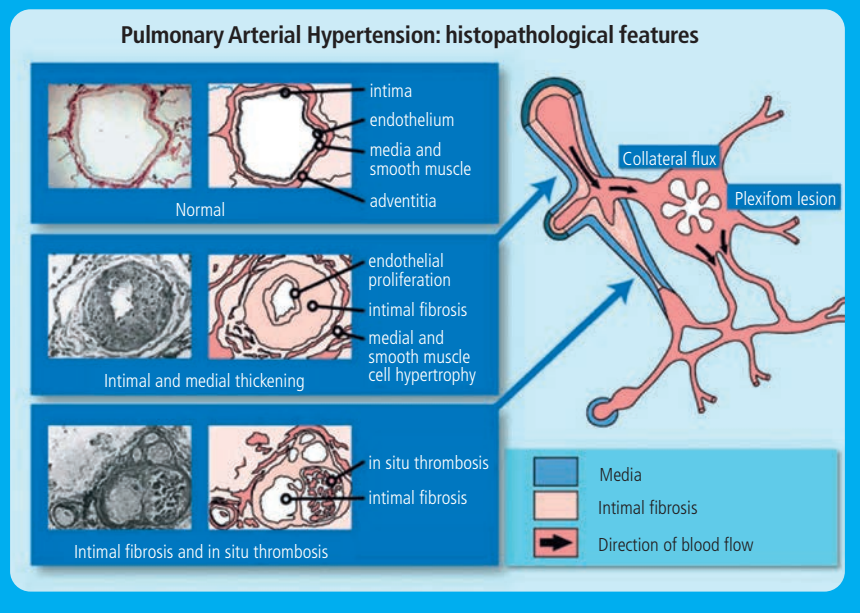 Pulmonary Arterial Hypertension: histopathological features
intima
endothelium
media and
smooth muscle
adventitia
Normal
endothelial
proliferation
intimal fibrosis
medial and
smooth muscle
cell hypertrophy
Intimal and medial thickening
in situ thrombosis
intimal fibrosis
Intimal fibrosis and in situ thrombosis
Collateral flux
Plexifom lesion
Media
Intimal fibrosis
Direction of blood flow